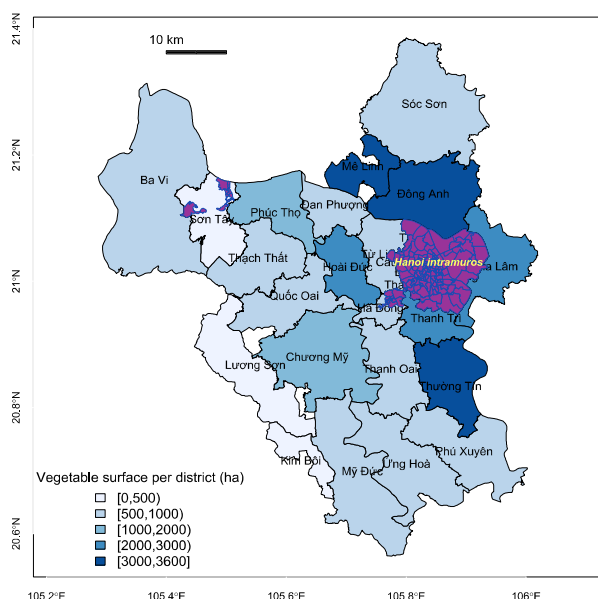 21.4°N
10 km
Sóc Sơn
21.2°N
Mê Linh
Ba Vì
Đông Anh
Đan Phượng
Phúc Thọ
Sơn Tây
Thạch Thất
Hoài Đức
Từ Li
Hanoi intramuros
a Lâm
21°N
Quốc Oai
Hà Đông
Thanh Trì
Chương Mỹ
Lương Sơn
Thanh Oai
Thường Tín
20.8°N
Phú Xuyên
Kim Bôi
Mỹ Đức
Ứng Hoà
Vegetable surface per district (ha)
[0,500)
[500,1000)
[1000,2000)
[2000,3000)
[3000,3600]
20.6°N
105.2°E
105.4°E
105.6°E
105.8°E
106°E